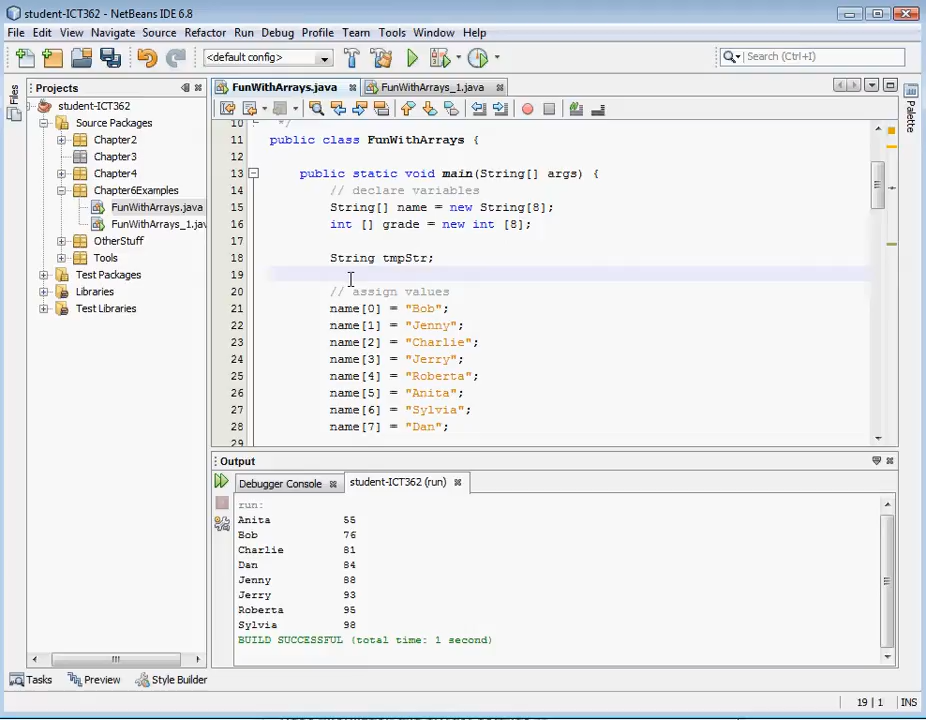 student-ICT362 - NetBeans IDE 6.8
File Edit View Navigate Source Refactor Run Debug Profile Team Tools Window Help
<default config> Search (Ctrl+I)
Files
Projects
student-ICT362
Source Packages
Chapter2
Chapter3
Chapter4
Chapter6Examples
FunWithArrays.java
FunWithArrays_1.jav
OtherStuff
Tools
Test Packages
Libraries
Test Libraries
FunWithArrays.java FunWithArrays_1.java
Palette
10 */
11 public class FunWithArrays {
12
13 public static void main(String[] args) {
14 // declare variables
15 String[] name = new String[8];
16 int [] grade = new int [8];
17
18 String tmpStr;
19
20 // assign values
21 name[0] = "Bob";
22 name[1] = "Jenny";
23 name[2] = "Charlie";
24 name[3] = "Jerry";
25 name[4] = "Roberta";
26 name[5] = "Anita";
27 name[6] = "Sylvia";
28 name[7] = "Dan";
29
Output
Debugger Console student-ICT362 (run)
run:
Anita 55
Bob 76
Charlie 81
Dan 84
Jenny 88
Jerry 93
Roberta 95
Sylvia 98
BUILD SUCCESSFUL (total time: 1 second)
Tasks Preview Style Builder
19 | 1 INS